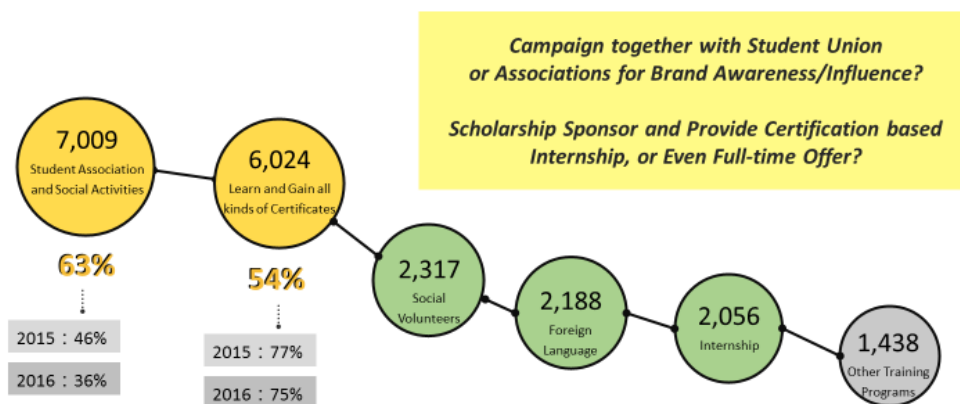 Campaign together with Student Union
or Associations for Brand Awareness/Influence?
Scholarship Sponsor and Provide Certification based
Internship, or Even Full-time Offer?
7,009
Student Association
and Social Activities
63%
2015：46%
2016：36%
6,024
Learn and Gain all
kinds of Certificates
54%
2015：77%
2016：75%
2,317
Social
Volunteers
2,188
Foreign
Language
2,056
Internship
1,438
Other Training
Programs